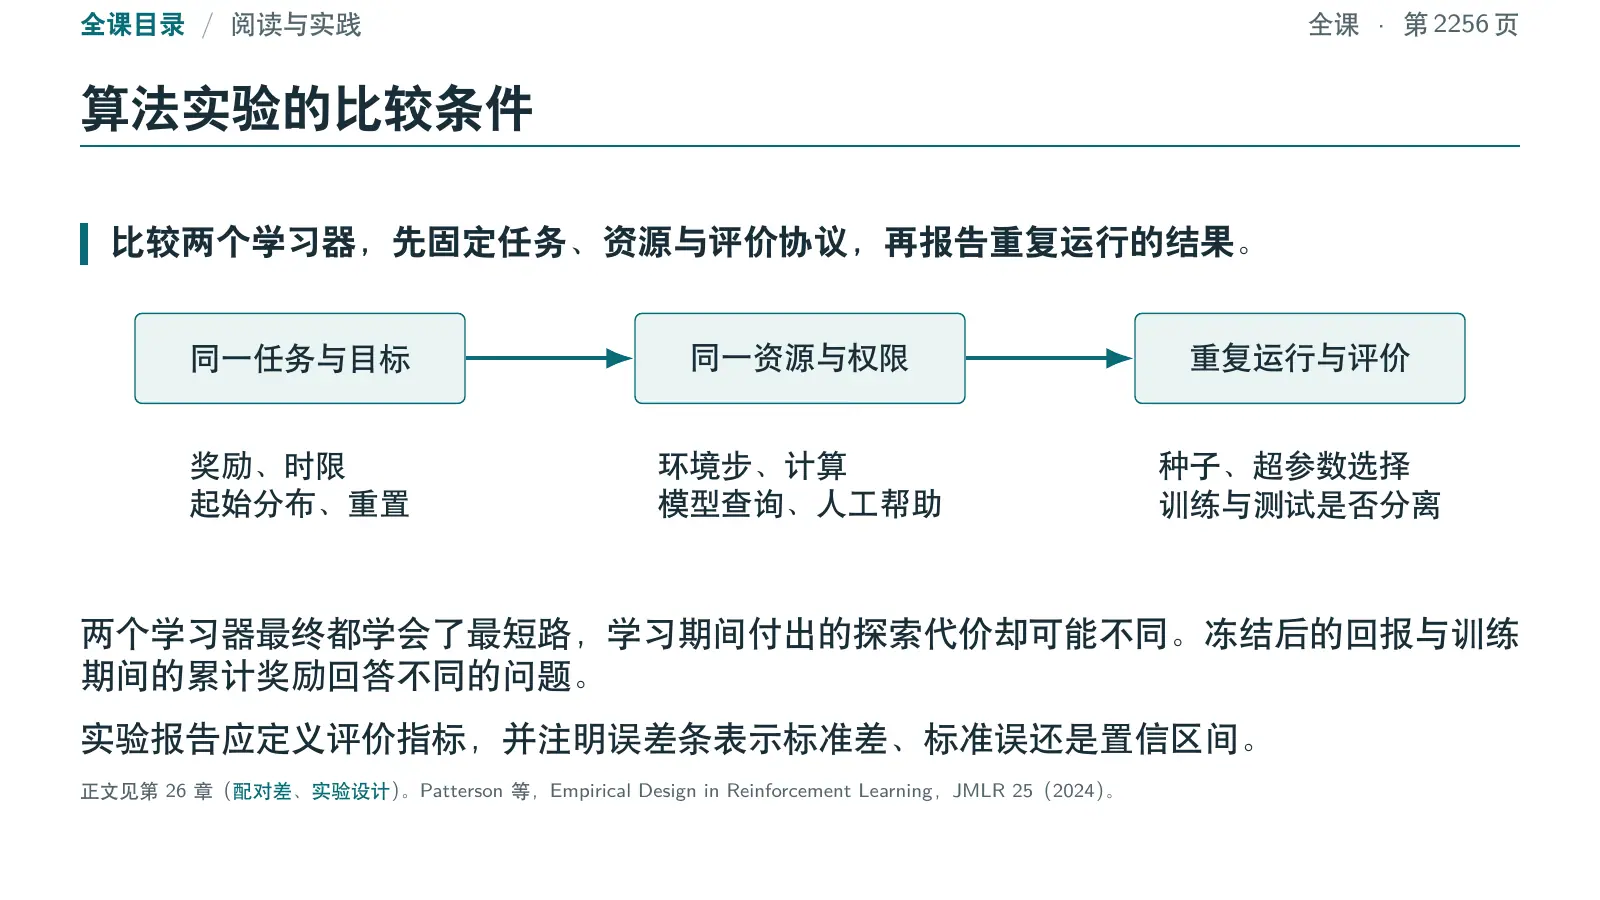 全课目录 / 阅读与实践
全课 · 第 2256 页
算法实验的比较条件
比较两个学习器，先固定任务、资源与评价协议，再报告重复运行的结果。
同一任务与目标
同一资源与权限
重复运行与评价
奖励、时限
起始分布、重置
环境步、计算
模型查询、人工帮助
种子、超参数选择
训练与测试是否分离
两个学习器最终都学会了最短路，学习期间付出的探索代价却可能不同。冻结后的回报与训练
期间的累计奖励回答不同的问题。
实验报告应定义评价指标，并注明误差条表示标准差、标准误还是置信区间。
正文见第 26 章（配对差、实验设计）。Patterson 等，Empirical Design in Reinforcement Learning，JMLR 25（2024）。